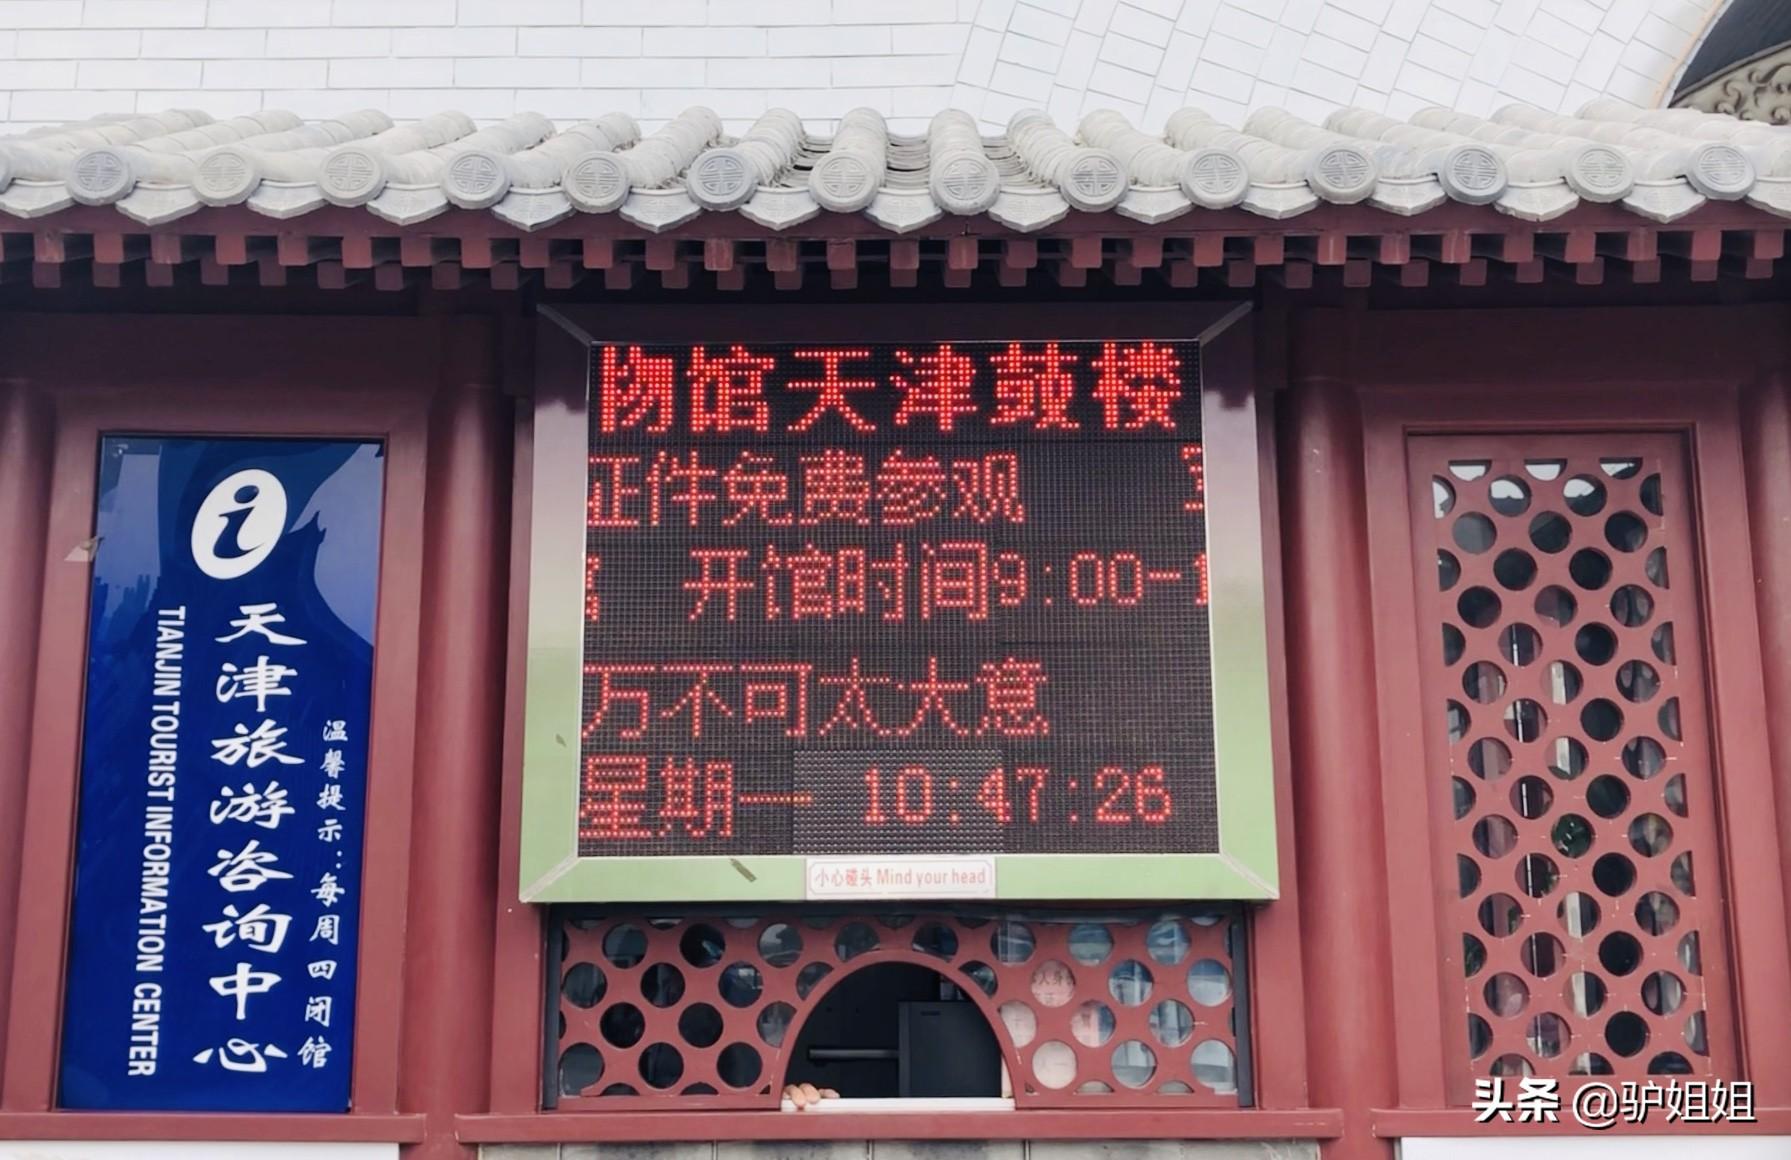 天津旅游咨询中心
TIANJIN TOURIST INFORMATION CENTER
温馨提示:每周四闭馆
物馆天津鼓楼
证件免费参观
开馆时间9:00-1
万不可太大意
星期一 10:47:26
小心碰头 Mind your head
头条 @驴姐姐